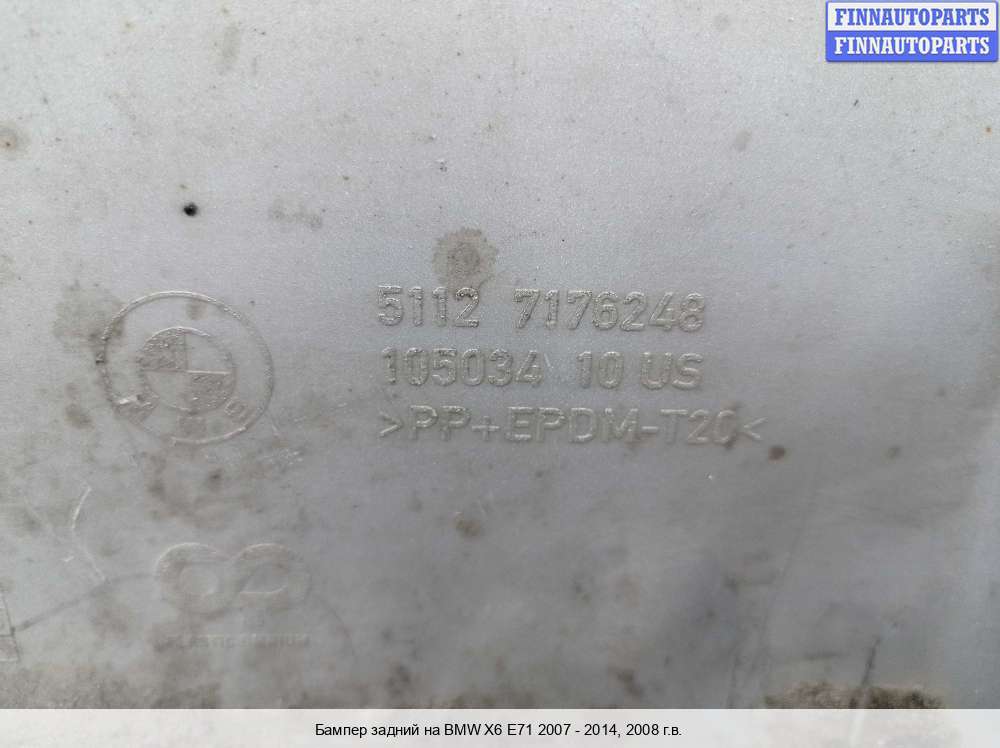 FINNAUTOPARTS
FINNAUTOPARTS
5112 7176248
105034 10 US
>PP+EPDM-T20<
Бампер задний на BMW X6 E71 2007 - 2014, 2008 г.в.